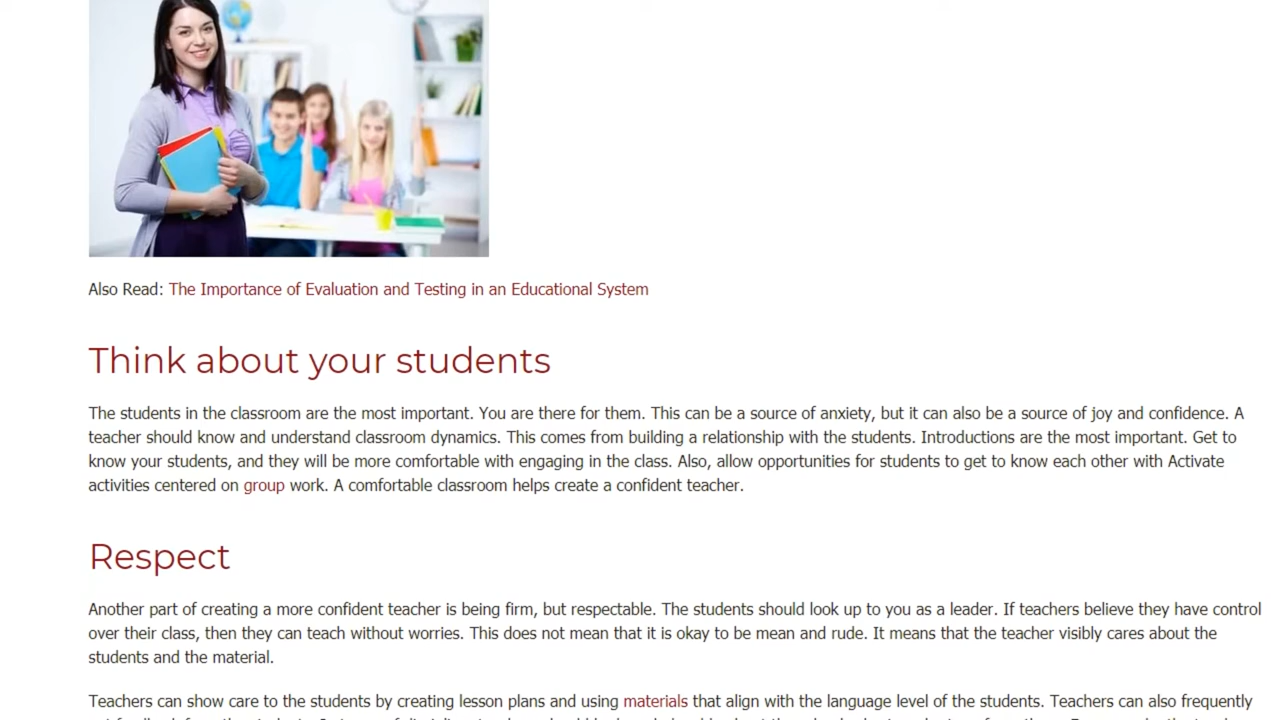 Also Read: The Importance of Evaluation and Testing in an Educational System
Think about your students
The students in the classroom are the most important. You are there for them. This can be a source of anxiety, but it can also be a source of joy and confidence. A
teacher should know and understand classroom dynamics. This comes from building a relationship with the students. Introductions are the most important. Get to
know your students, and they will be more comfortable with engaging in the class. Also, allow opportunities for students to get to know each other with Activate
activities centered on group work. A comfortable classroom helps create a confident teacher.
Respect
Another part of creating a more confident teacher is being firm, but respectable. The students should look up to you as a leader. If teachers believe they have control
over their class, then they can teach without worries. This does not mean that it is okay to be mean and rude. It means that the teacher visibly cares about the
students and the material.
Teachers can show care to the students by creating lesson plans and using materials that align with the language level of the students. Teachers can also frequently